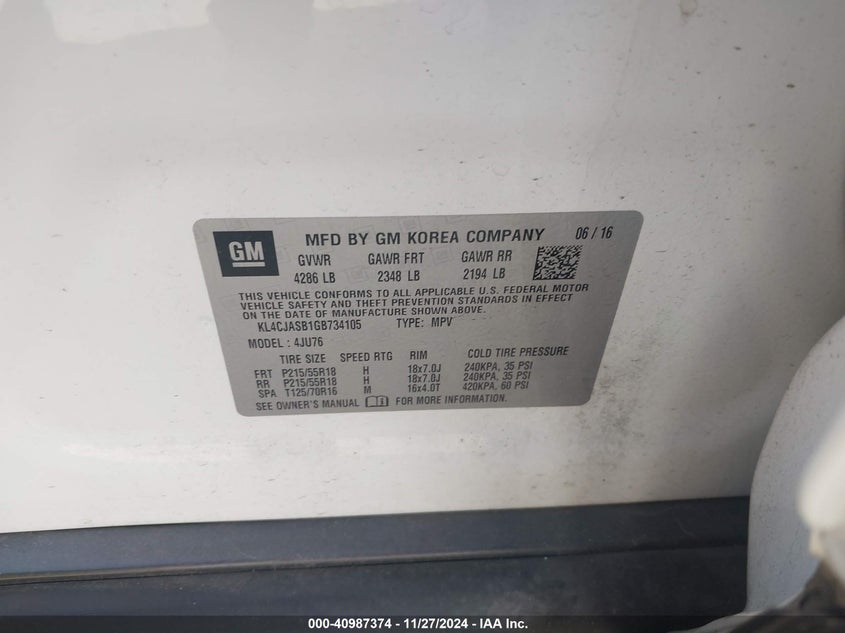 GM
MFD BY GM KOREA COMPANY 06 / 16
GVWR GAWR FRT GAWR RR
4286 LB 2348 LB 2194 LB
THIS VEHICLE CONFORMS TO ALL APPLICABLE U.S. FEDERAL MOTOR
VEHICLE SAFETY AND THEFT PREVENTION STANDARDS IN EFFECT
ON THE DATE OF MANUFACTURE SHOWN ABOVE.
KL4CJASB1GB734105 TYPE: MPV
MODEL : 4JU76
TIRE SIZE SPEED RTG RIM COLD TIRE PRESSURE
FRT P215/55R18 H 18x7.0J 240KPA, 35 PSI
RR P215/55R18 H 18x7.0J 240KPA, 35 PSI
SPA T125/70R16 M 16x4.0T 420KPA, 60 PSI
SEE OWNER'S MANUAL FOR MORE INFORMATION.
000-40987374 - 11/27/2024 - IAA Inc.